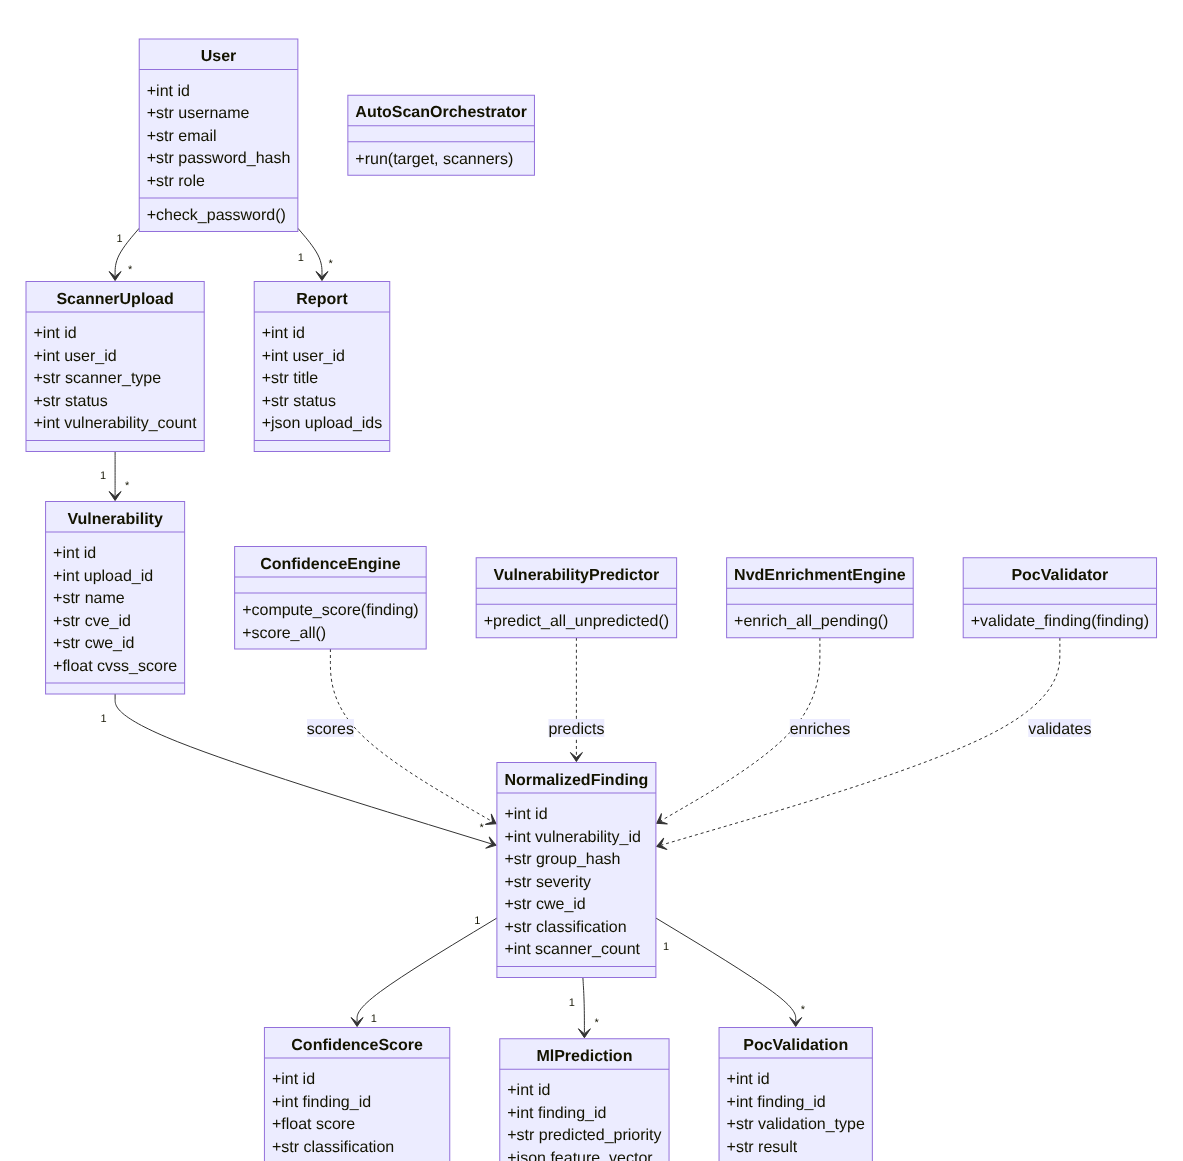 User
+int id
+str username
+str email
+str password_hash
+str role
+check_password()
AutoScanOrchestrator
+run(target, scanners)
1
*
1
*
ScannerUpload
+int id
+int user_id
+str scanner_type
+str status
+int vulnerability_count
Report
+int id
+int user_id
+str title
+str status
+json upload_ids
1
*
Vulnerability
+int id
+int upload_id
+str name
+str cve_id
+str cwe_id
+float cvss_score
ConfidenceEngine
+compute_score(finding)
+score_all()
VulnerabilityPredictor
+predict_all_unpredicted()
NvdEnrichmentEngine
+enrich_all_pending()
PocValidator
+validate_finding(finding)
1
*
scores
predicts
enriches
validates
NormalizedFinding
+int id
+int vulnerability_id
+str group_hash
+str severity
+str cwe_id
+str classification
+int scanner_count
1
1
1
*
1
*
ConfidenceScore
+int id
+int finding_id
+float score
+str classification
MlPrediction
+int id
+int finding_id
+str predicted_priority
+json feature_vector
PocValidation
+int id
+int finding_id
+str validation_type
+str result